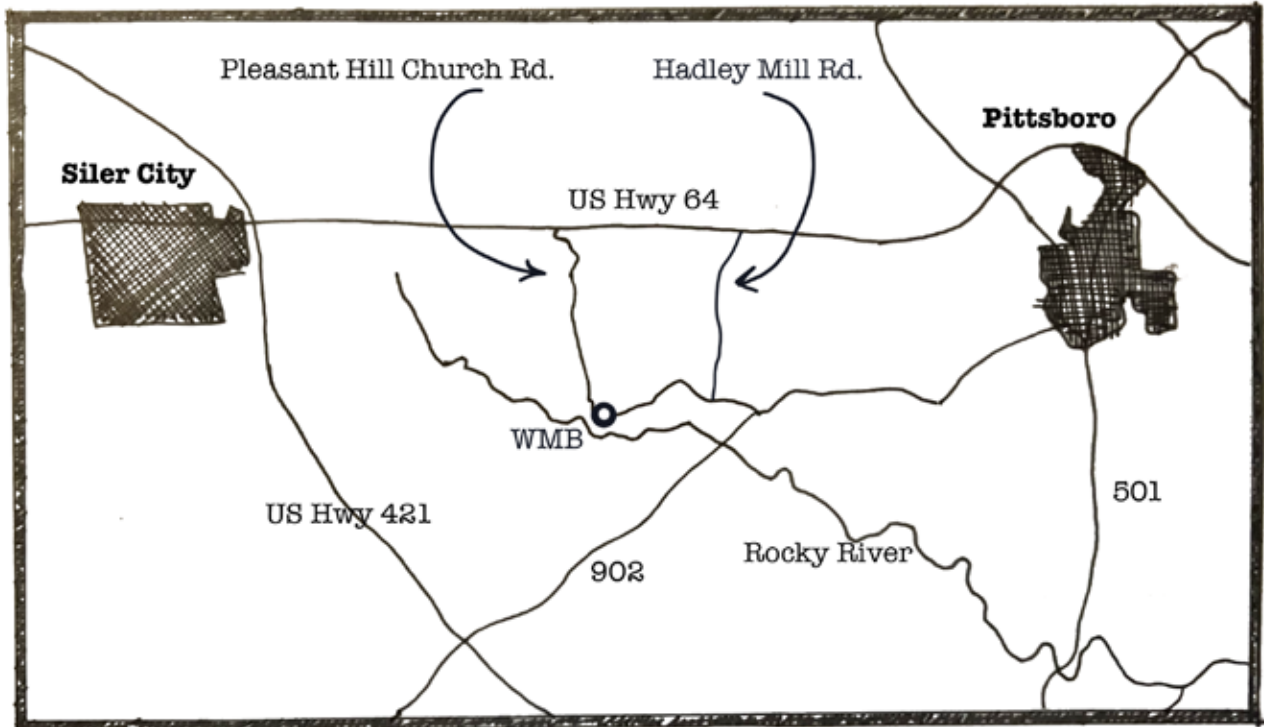 Pleasant Hill Church Rd.
Hadley Mill Rd.
Pittsboro
Siler City
US Hwy 64
WMB
US Hwy 421
902
501
Rocky River